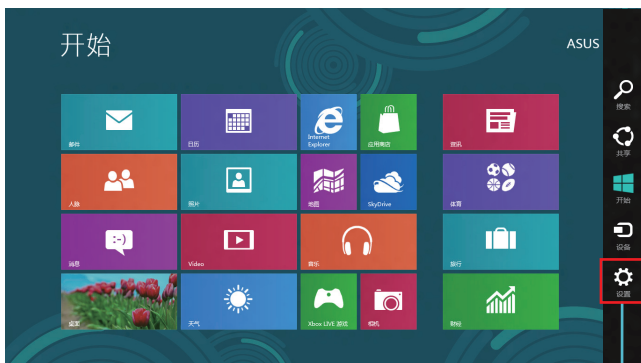 开始
ASUS
邮件
日历
Internet Explorer
应用商店
资讯
人脉
照片
地图
SkyDrive
体育
消息
Video
音乐
旅行
桌面
天气
Xbox LIVE 游戏
相机
财经
搜索
共享
开始
设备
设置